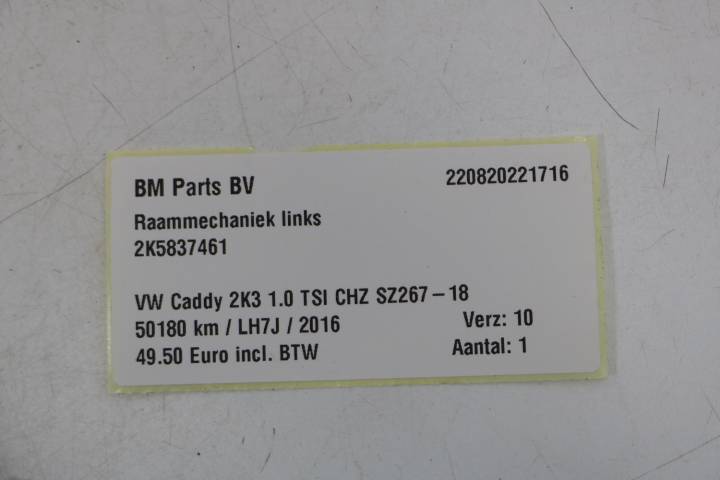 BM Parts BV 220820221716
Raammechaniek links
2K5837461
VW Caddy 2K3 1.0 TSI CHZ SZ267-18
50180 km / LH7J / 2016 Verz: 10
49.50 Euro incl. BTW Aantal: 1